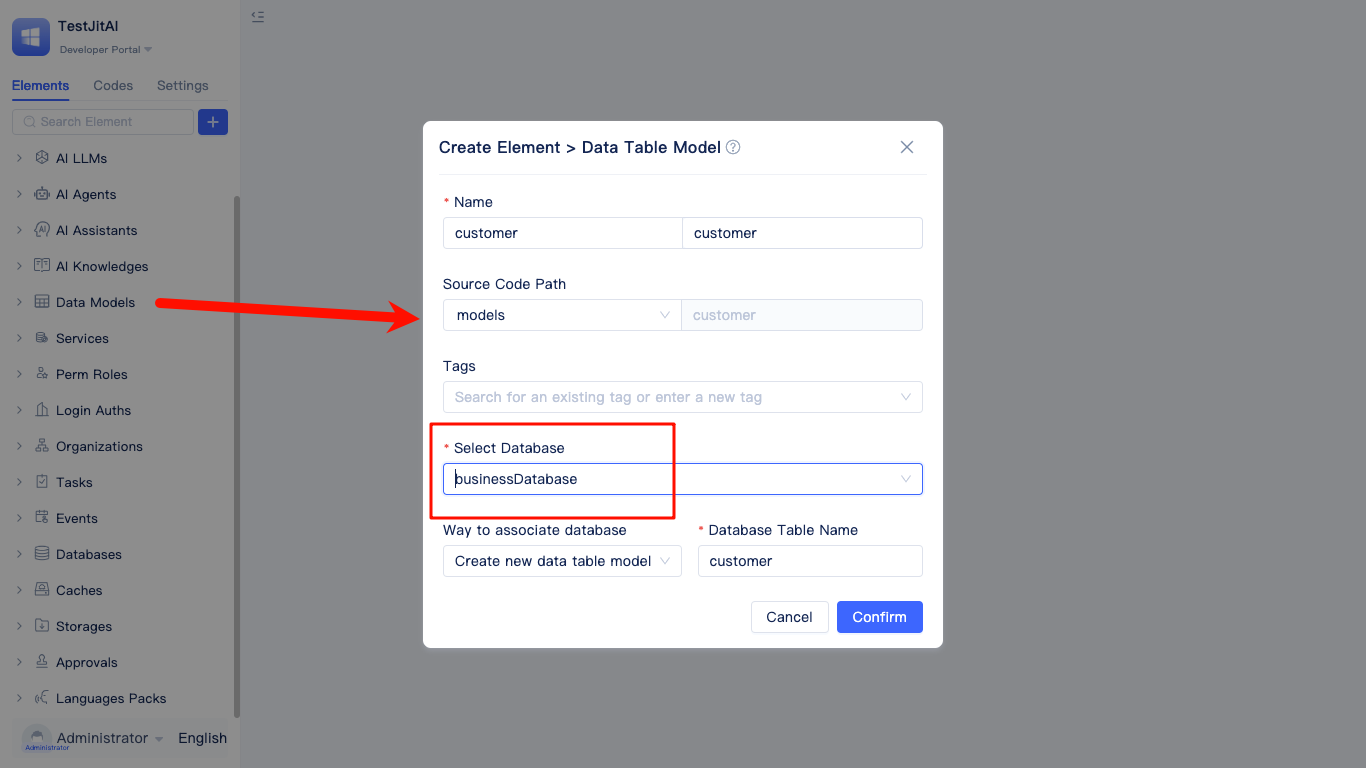 TestJitAI
Developer Portal
Elements Codes Settings
Search Element
AI LLMs
AI Agents
AI Assistants
AI Knowledges
Data Models
Services
Perm Roles
Login Auths
Organizations
Tasks
Events
Databases
Caches
Storages
Approvals
Languages Packs
Administrator English
Administrator
Create Element > Data Table Model
* Name
customer customer
Source Code Path
models customer
Tags
Search for an existing tag or enter a new tag
* Select Database
businessDatabase
Way to associate database * Database Table Name
Create new data table model customer
Cancel Confirm